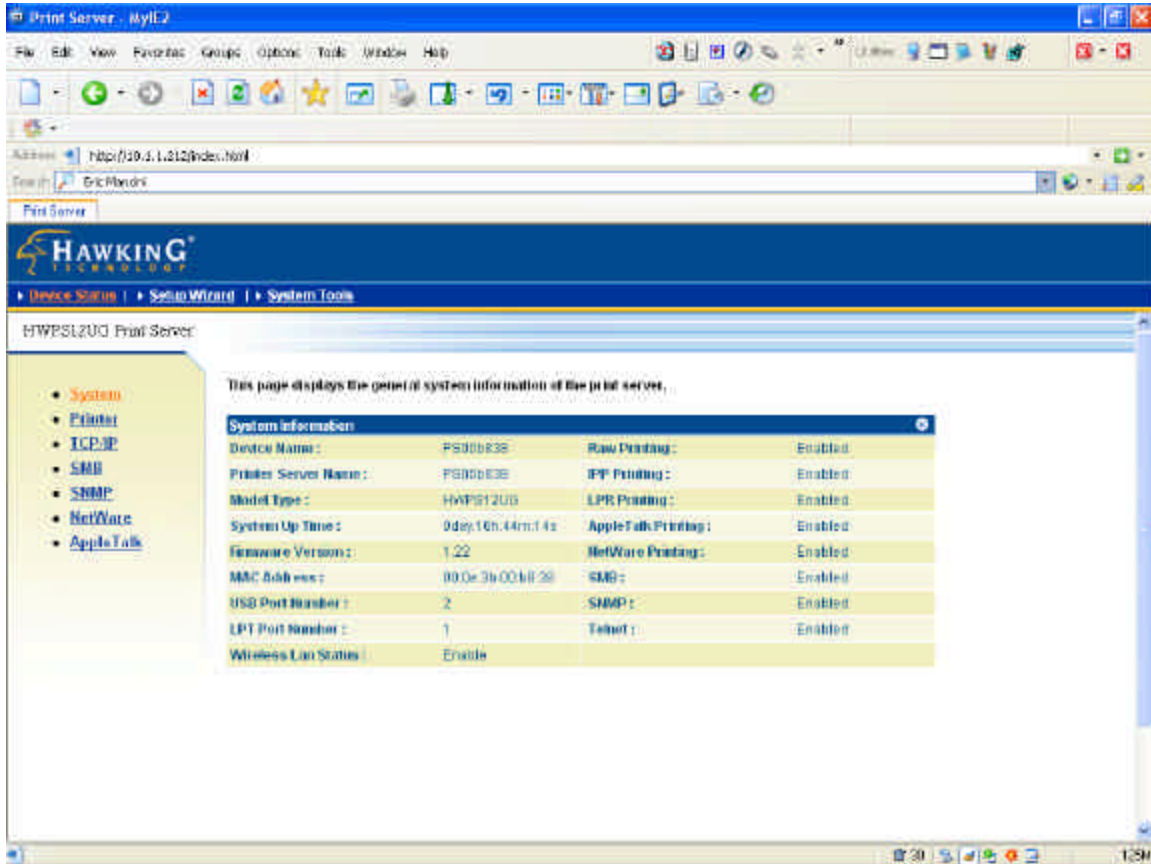 Print Server - MyIE2
File Edit View Favorites Groups Options Tools Window Help
Address http://10.1.1.212/index.html
Search Eric Mandini
Print Server
HAWKING
TECHNOLOGY
Device Status | Setup Wizard | System Tools
HWPS12UG Print Server
System
Printer
TCP/IP
SMB
SNMP
NetWare
AppleTalk
This page displays the general system information of the print server.
System Information
Device Name : Raw Printing : Enabled
Printer Server Name : IPP Printing : Enabled
Model Type : HWPS12UG LPR Printing : Enabled
System Up Time : 0day:16h:44m:14s AppleTalk Printing : Enabled
Firmware Version : 1.22 NetWare Printing : Enabled
MAC Address : SMB : Enabled
USB Port Number : 2 SNMP : Enabled
LPT Port Number : 1 Telnet : Enabled
Wireless Lan Status : Enable